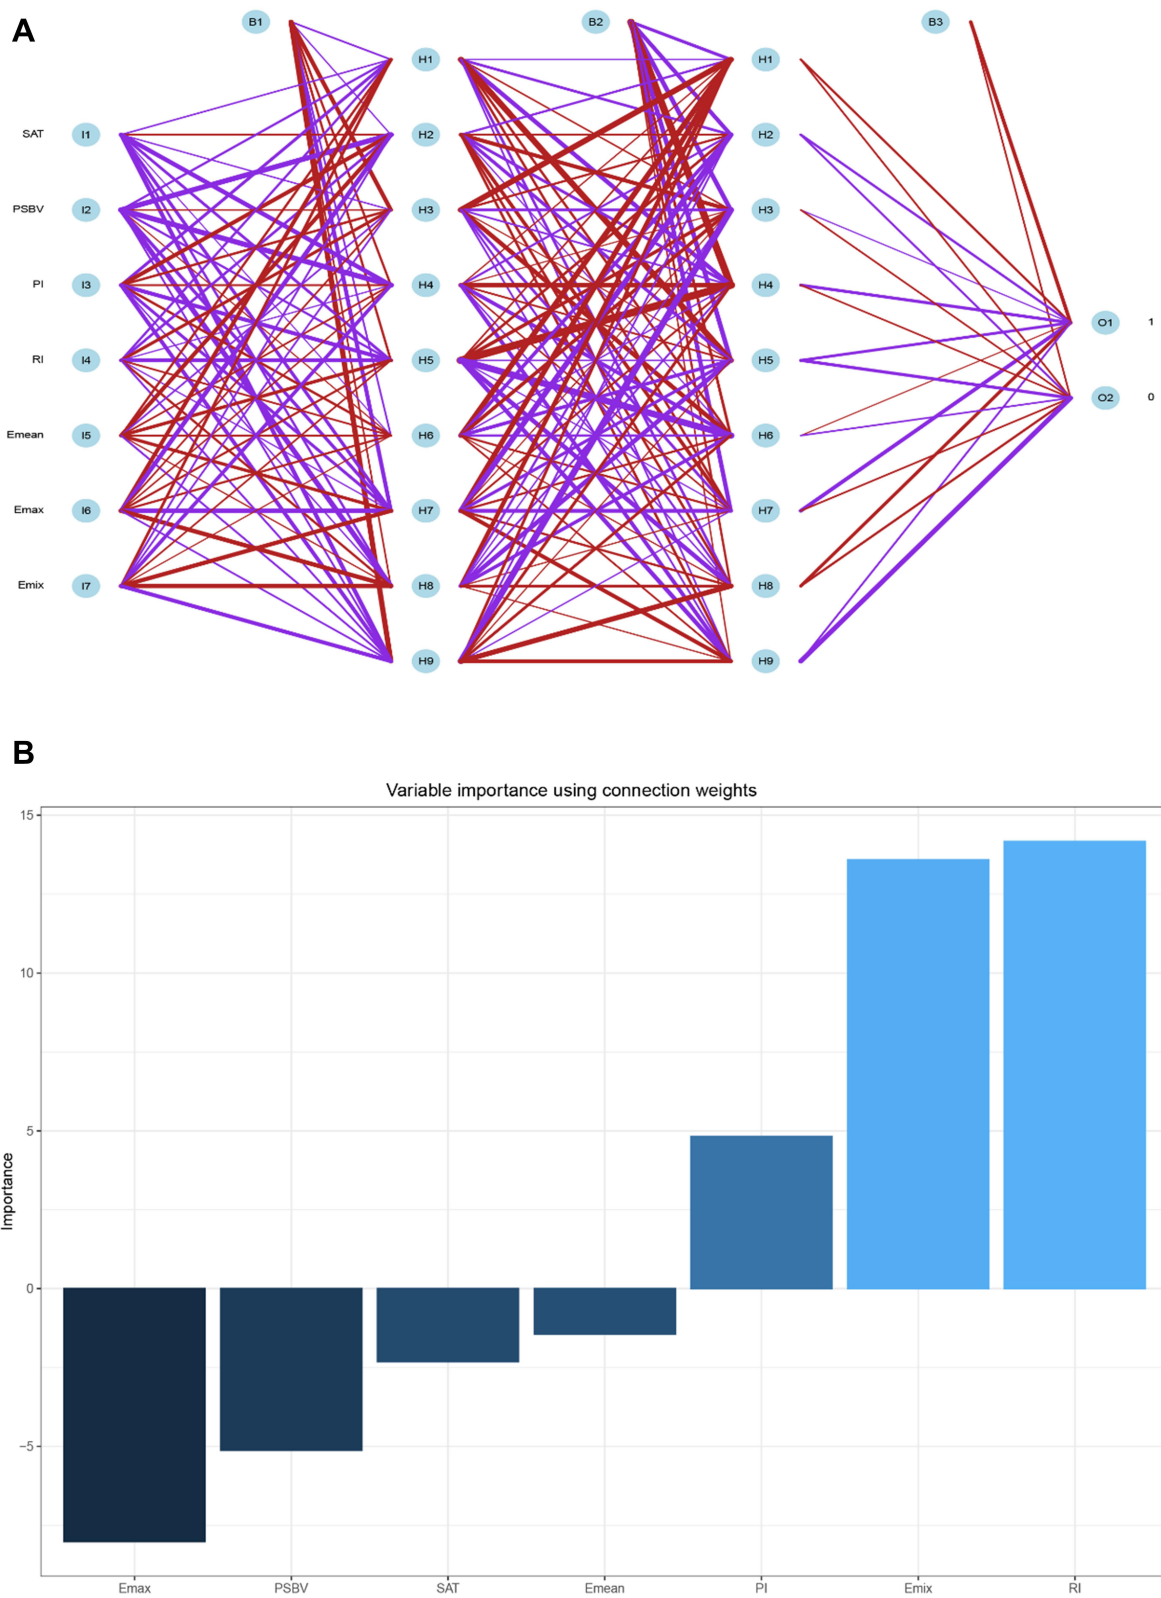 A
B1 B2 B3
H1 H1
SAT I1 H2 H2
PSBV I2 H3 H3
PI I3 H4 H4
O1 1
RI I4 H5 H5
O2 0
Emean I5 H6 H6
Emax I6 H7 H7
Emix I7 H8 H8
H9 H9
B
Variable importance using connection weights
15
10
5
0
−5
Importance
Emax PSBV SAT Emean PI Emix RI